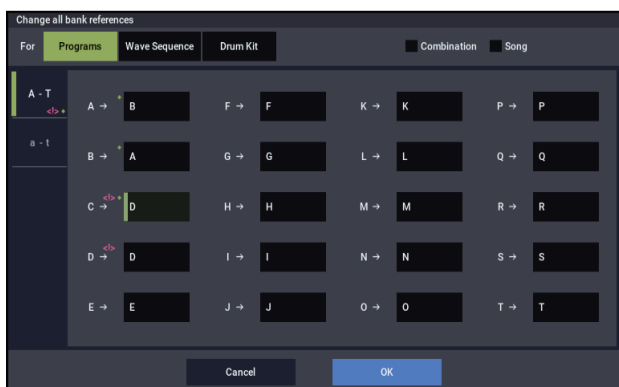 Change all bank references
For Programs Wave Sequence Drum Kit Combination Song
A - T
<!> *
a - t
A → * B F → F K → K P → P
B → * A G → G L → L Q → Q
C → <!> * D H → H M → M R → R
D → <!> D I → I N → N S → S
E → E J → J O → O T → T
Cancel OK